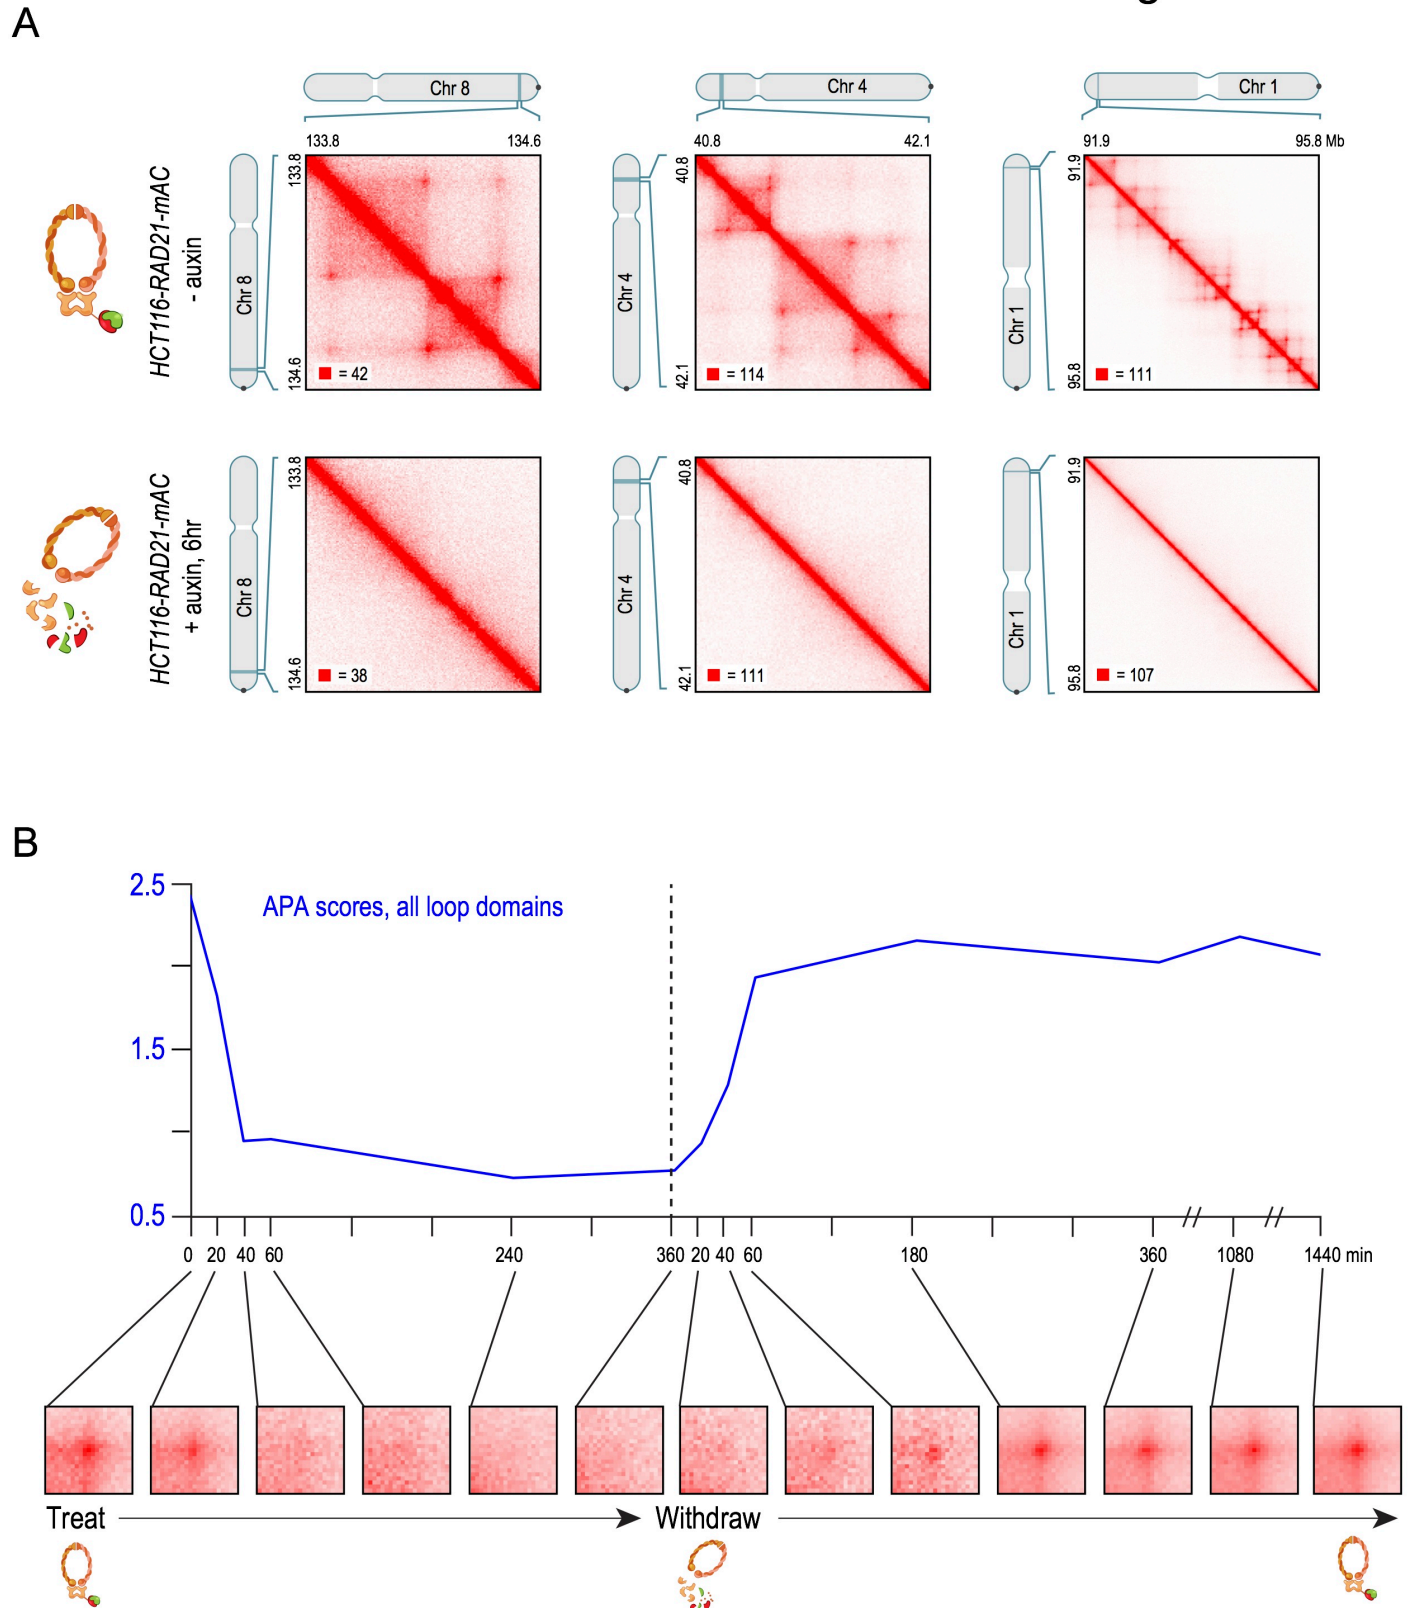 g
A
Chr 8
Chr 4
Chr 1
133.8 134.6
40.8 42.1
91.9 95.8 Mb
HCT116-RAD21-mAC
- auxin
Chr 8
133.8
134.6
= 42
Chr 4
40.8
42.1
= 114
Chr 1
91.9
95.8
= 111
HCT116-RAD21-mAC
+ auxin, 6hr
Chr 8
133.8
134.6
= 38
Chr 4
40.8
42.1
= 111
Chr 1
91.9
95.8
= 107
B
2.5
APA scores, all loop domains
1.5
0.5
0 20 40 60 240 360 20 40 60 180 360 1080 1440 min
Treat Withdraw